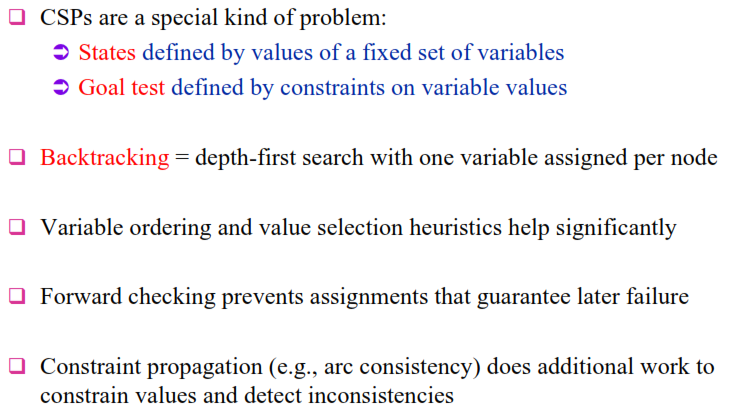 CSPs are a special kind of problem:
States defined by values of a fixed set of variables
Goal test defined by constraints on variable values
Backtracking = depth-first search with one variable assigned per node
Variable ordering and value selection heuristics help significantly
Forward checking prevents assignments that guarantee later failure
Constraint propagation (e.g., arc consistency) does additional work to
constrain values and detect inconsistencies